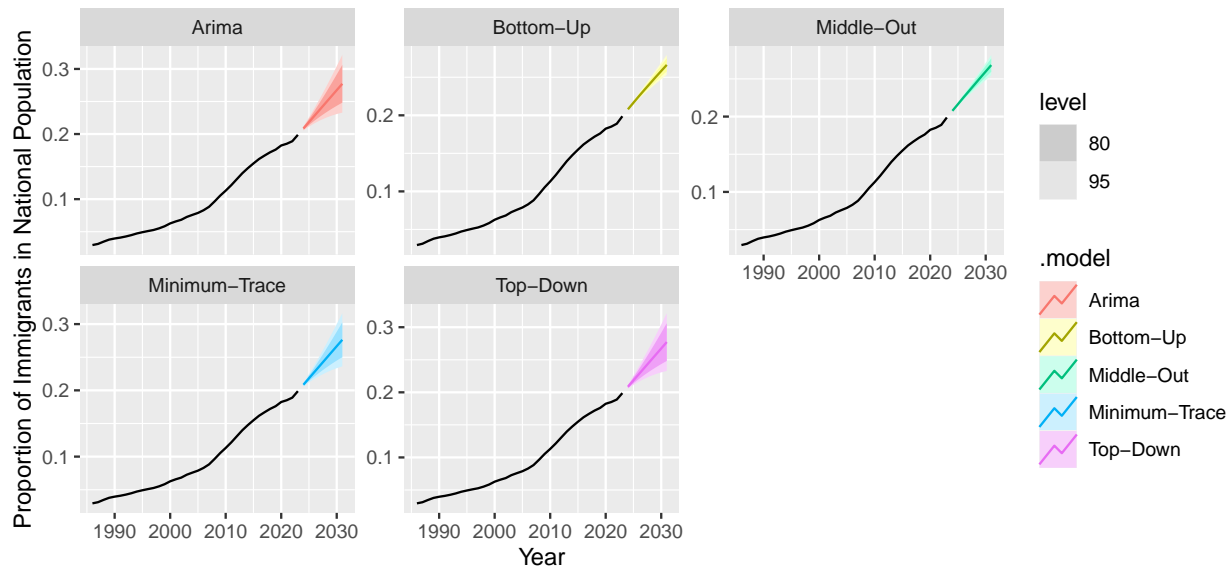 Proportion of Immigrants in National Population
Arima
Bottom−Up
Middle−Out
0.3
0.2
0.1
0.2
0.1
0.2
0.1
1990 2000 2010 2020 2030
Minimum−Trace
Top−Down
0.3
0.2
0.1
0.3
0.2
0.1
1990 2000 2010 2020 2030
1990 2000 2010 2020 2030
Year
level
80
95
.model
Arima
Bottom−Up
Middle−Out
Minimum−Trace
Top−Down